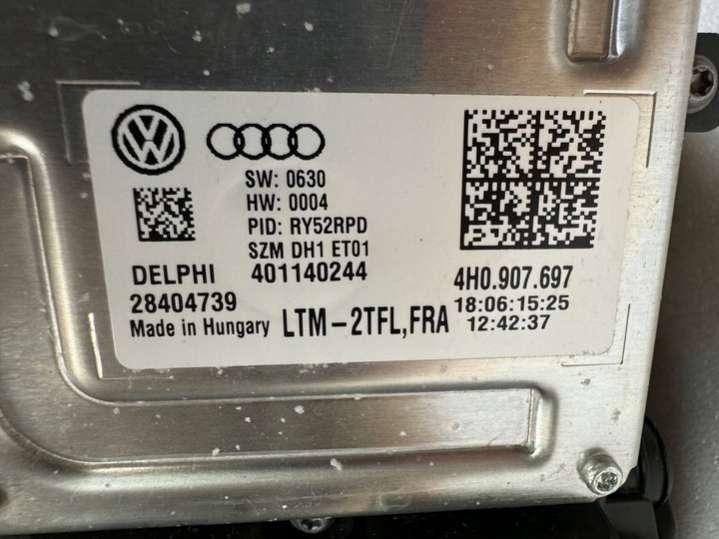 SW: 0630
HW: 0004
PID: RY52RPD
SZM DH1 ET01
DELPHI 401140244
28404739
Made in Hungary LTM-2TFL,FRA
4H0.907.697
18:06:15:25
12:42:37